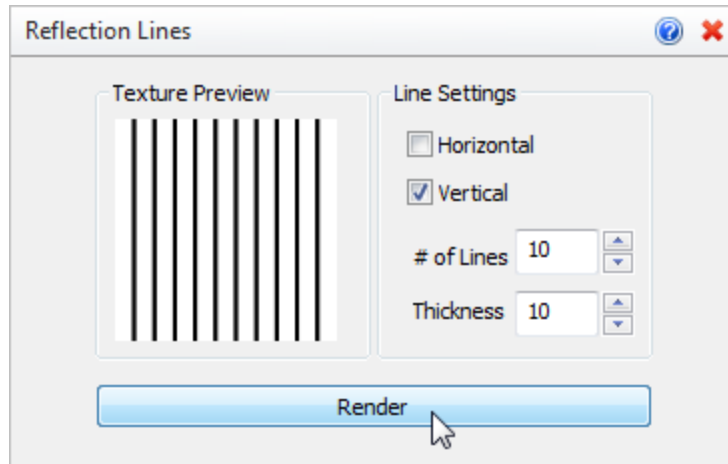 Reflection Lines
Texture Preview
Line Settings
Horizontal
Vertical
# of Lines 10
Thickness 10
Render